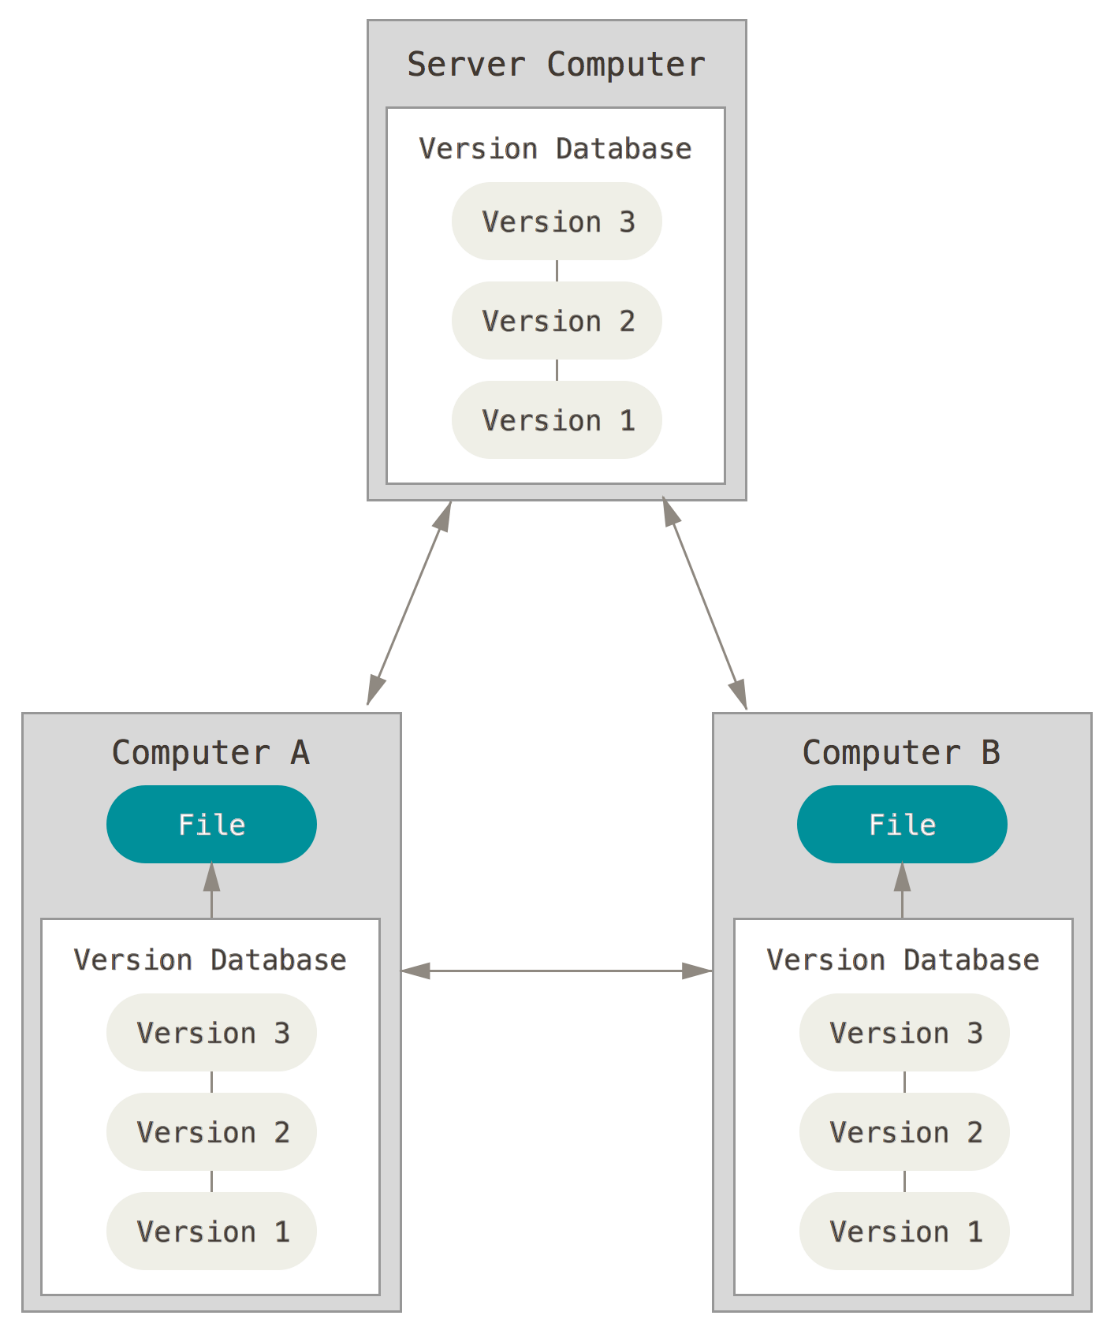 Server Computer
Version Database
Version 3
Version 2
Version 1
Computer A
File
Version Database
Version 3
Version 2
Version 1
Computer B
File
Version Database
Version 3
Version 2
Version 1